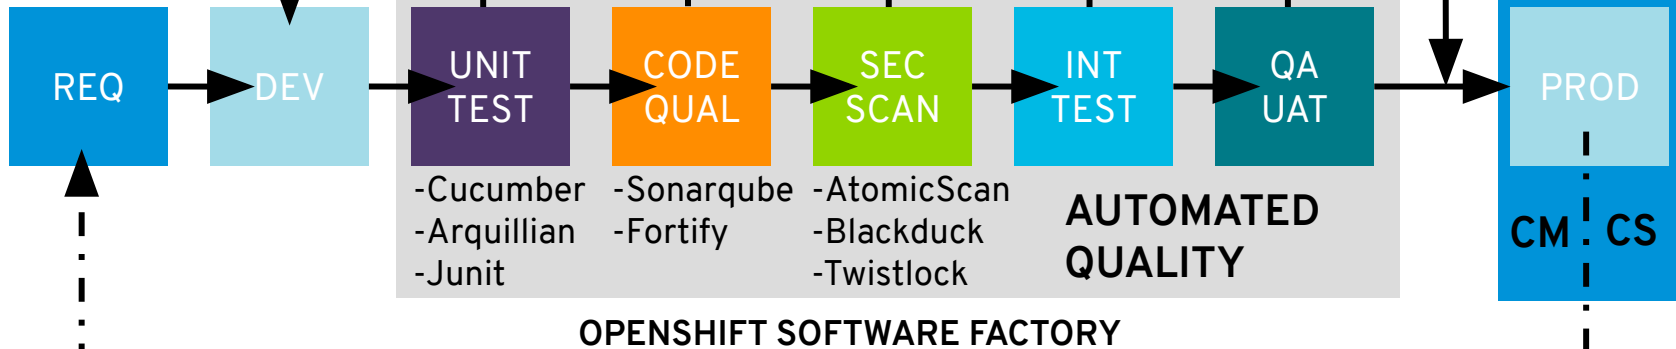 REQ
DEV
UNIT
TEST
CODE
QUAL
SEC
SCAN
INT
TEST
QA
UAT
PROD
-Cucumber
-Arquillian
-Junit
-Sonarqube
-Fortify
-AtomicScan
-Blackduck
-Twistlock
AUTOMATED
QUALITY
CM
CS
OPENSHIFT SOFTWARE FACTORY